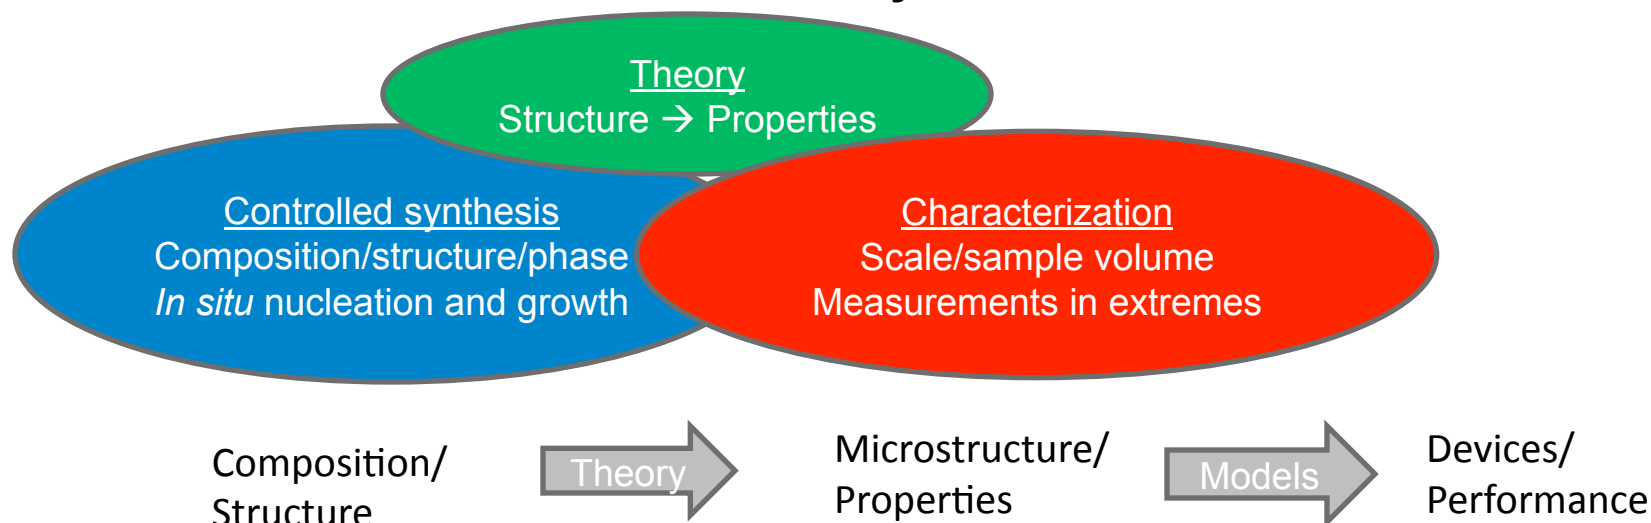 Theory
Structure → Properties
Controlled synthesis
Composition/structure/phase
In situ nucleation and growth
Characterization
Scale/sample volume
Measurements in extremes
Composition/
Structure
Theory
Microstructure/
Properties
Models
Devices/
Performance